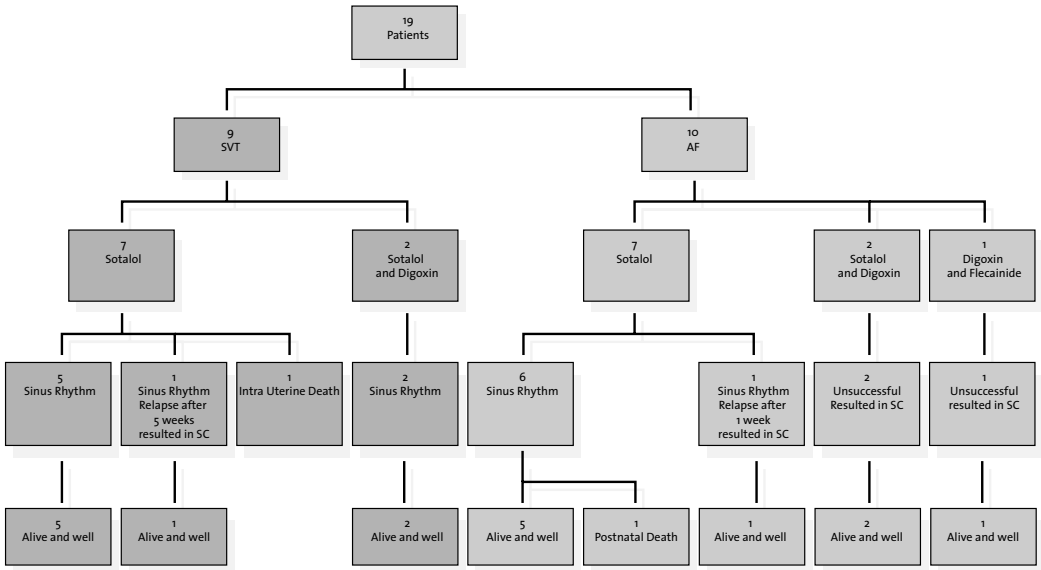 19
Patients
9
SVT
10
AF
7
Sotalol
2
Sotalol
and Digoxin
7
Sotalol
2
Sotalol
and Digoxin
1
Digoxin
and Flecainide
5
Sinus Rhythm
1
Sinus Rhythm
Relapse after
5 weeks
resulted in SC
1
Intra Uterine Death
2
Sinus Rhythm
6
Sinus Rhythm
1
Sinus Rhythm
Relapse after
1 week
resulted in SC
2
Unsuccessful
Resulted in SC
1
Unsuccessful
resulted in SC
5
Alive and well
1
Alive and well
2
Alive and well
5
Alive and well
1
Postnatal Death
1
Alive and well
2
Alive and well
1
Alive and well